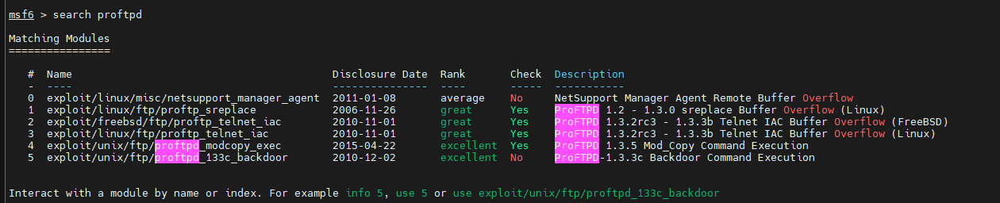 msf6 > search proftpd
Matching Modules
================
# Name Disclosure Date Rank Check Description
- ---- --------------- ---- ----- -----------
0 exploit/linux/misc/netsupport_manager_agent 2011-01-08 average No NetSupport Manager Agent Remote Buffer Overflow
1 exploit/linux/ftp/proftp_sreplace 2006-11-26 great Yes ProFTPD 1.2 - 1.3.0 sreplace Buffer Overflow (Linux)
2 exploit/freebsd/ftp/proftp_telnet_iac 2010-11-01 great Yes ProFTPD 1.3.2rc3 - 1.3.3b Telnet IAC Buffer Overflow (FreeBSD)
3 exploit/linux/ftp/proftp_telnet_iac 2010-11-01 great Yes ProFTPD 1.3.2rc3 - 1.3.3b Telnet IAC Buffer Overflow (Linux)
4 exploit/unix/ftp/proftpd_modcopy_exec 2015-04-22 excellent Yes ProFTPD 1.3.5 Mod_Copy Command Execution
5 exploit/unix/ftp/proftpd_133c_backdoor 2010-12-02 excellent No ProFTPD-1.3.3c Backdoor Command Execution
Interact with a module by name or index. For example info 5, use 5 or use exploit/unix/ftp/proftpd_133c_backdoor